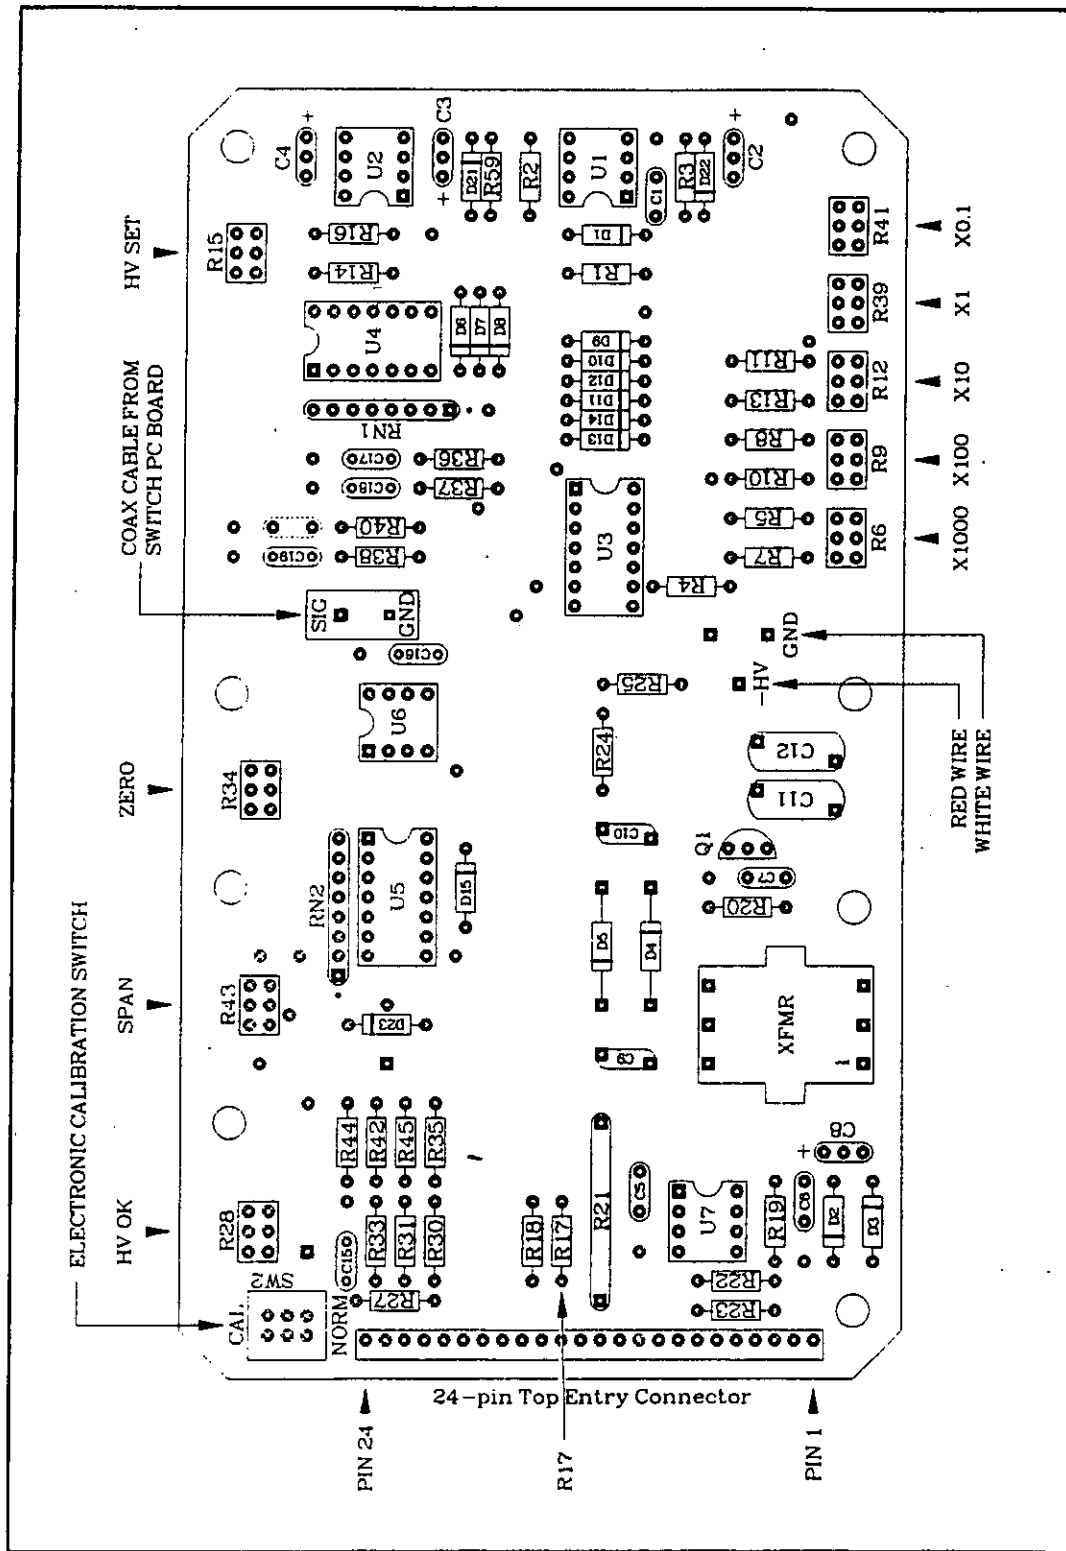 ELECTRONIC CALIBRATION SWITCH
HV OK
SPAN
ZERO
COAX CABLE FROM
SWITCH PC BOARD
HV SET
CAL
SW2
NORM
R28
R43
R34
R15
C4
+
U2
C3
+
D21
R59
R2
U1
C1
R3
D22
+
C2
R16
R14
D1
R1
U4
D6
D7
D8
RN1
D9
D10
D12
D11
D14
D13
C17
C18
R36
R37
R40
R38
C19
U3
R11
R13
R8
R10
R5
R7
R4
R41
R39
R12
R9
R6
X0.1
X1
X10
X100
X1000
SIG
GND
C16
U6
R25
R24
-HV
GND
C12
C11
RED WIRE
WHITE WIRE
RN2
U5
D15
C10
Q1
C7
R20
D5
D4
D23
C9
XFMR
1
R44
R42
R45
R35
R33
R31
R30
C15
R27
R18
R17
R21
C5
U7
R19
C6
+
C8
D2
D3
R22
R23
24-pin Top Entry Connector
PIN 24
R17
PIN 1